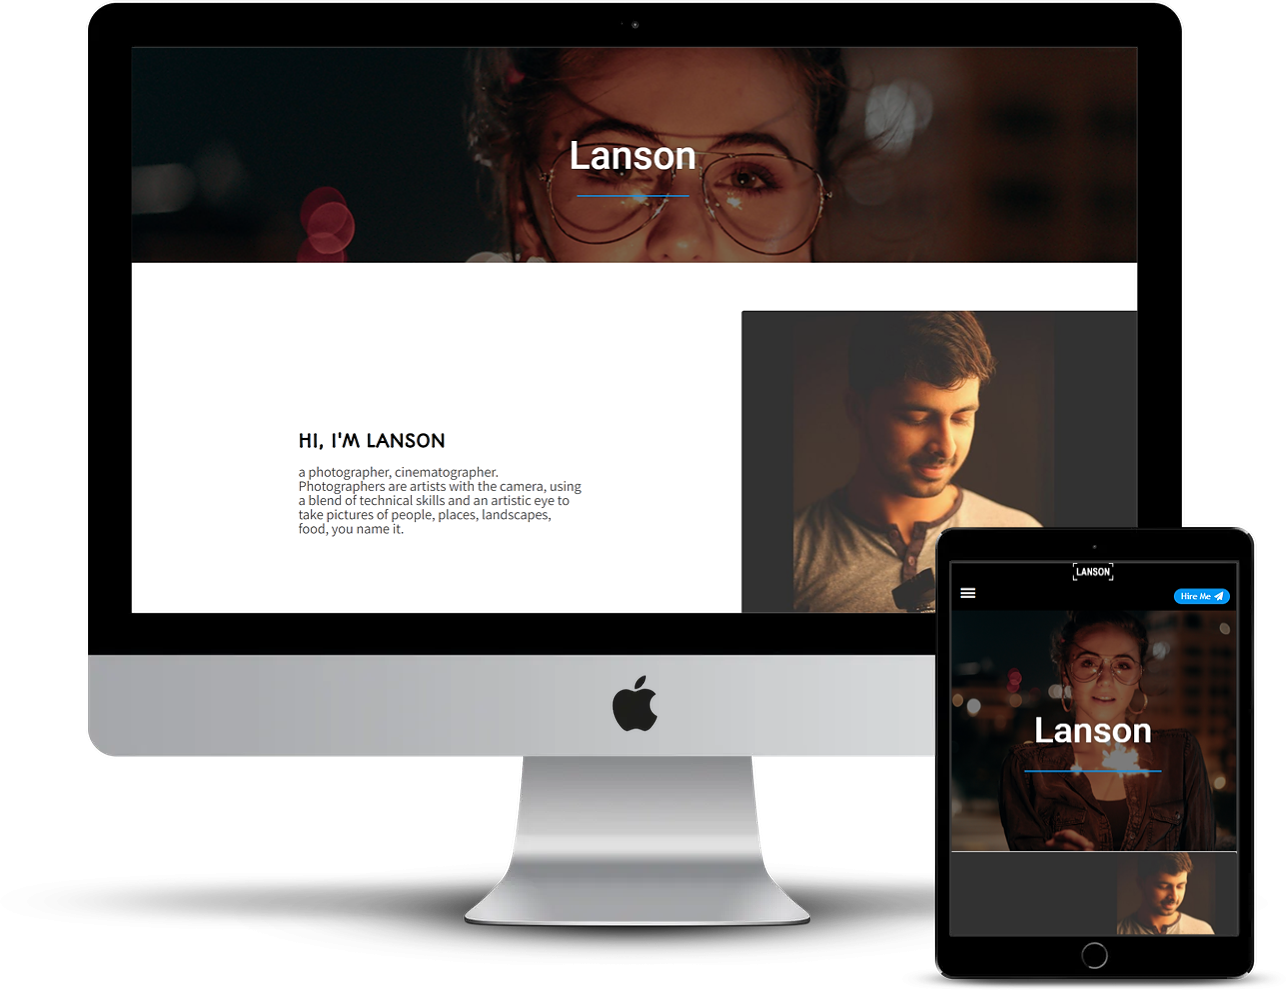 Lanson
HI, I'M LANSON
a photographer, cinematographer.
Photographers are artists with the camera, using
a blend of technical skills and an artistic eye to
take pictures of people, places, landscapes,
food, you name it.
LANSON
Hire Me
Lanson